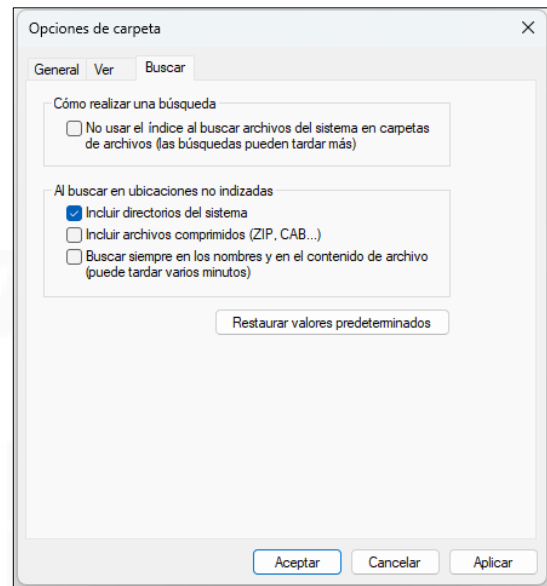 Opciones de carpeta
General Ver Buscar
Cómo realizar una búsqueda
No usar el índice al buscar archivos del sistema en carpetas
de archivos (las búsquedas pueden tardar más)
Al buscar en ubicaciones no indizadas
Incluir directorios del sistema
Incluir archivos comprimidos (ZIP, CAB...)
Buscar siempre en los nombres y en el contenido de archivo
(puede tardar varios minutos)
Restaurar valores predeterminados
Aceptar Cancelar Aplicar